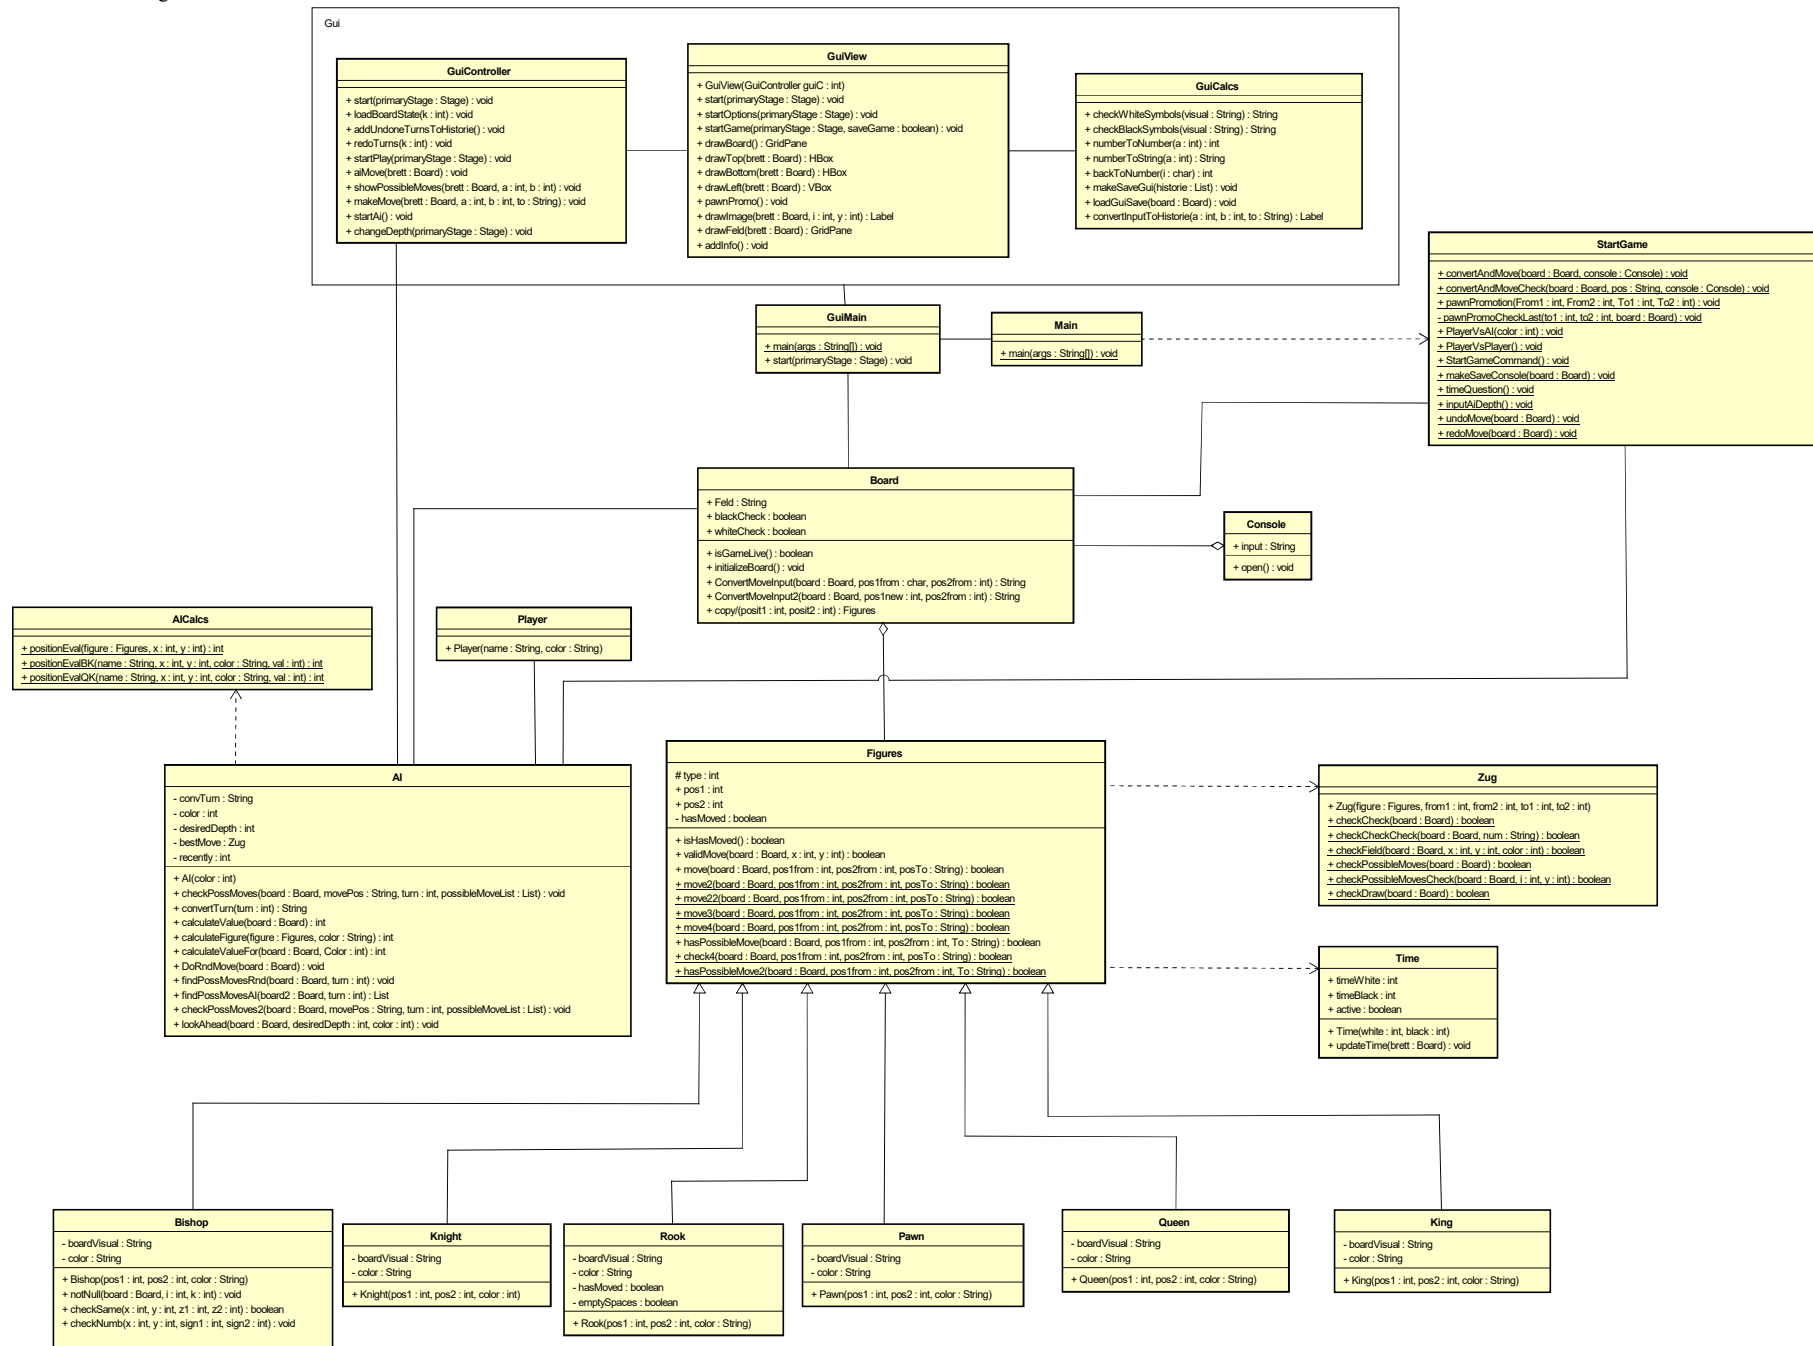 Gui
GuiController
+ start(primaryStage : Stage) : void
+ loadBoardState(k : int) : void
+ addUndoneTurnsToHistorie() : void
+ redoTurns(k : int) : void
+ startPlay(primaryStage : Stage) : void
+ aiMove(brett : Board) : void
+ showPossibleMoves(brett : Board, a : int, b : int) : void
+ makeMove(brett : Board, a : int, b : int, to : String) : void
+ startAi() : void
+ changeDepth(primaryStage : Stage) : void
GuiView
+ GuiView(GuiController guiC : int)
+ start(primaryStage : Stage) : void
+ startOptions(primaryStage : Stage) : void
+ startGame(primaryStage : Stage, saveGame : boolean) : void
+ drawBoard() : GridPane
+ drawTop(brett : Board) : HBox
+ drawBottom(brett : Board) : HBox
+ drawLeft(brett : Board) : VBox
+ pawnPromo() : void
+ drawImage(brett : Board, i : int, y : int) : Label
+ drawFeld(brett : Board) : GridPane
+ addInfo() : void
GuiCalcs
+ checkWhiteSymbols(visual : String) : String
+ checkBlackSymbols(visual : String) : String
+ numberToNumber(a : int) : int
+ numberToString(a : int) : String
+ backToNumber(i : char) : int
+ makeSaveGui(historie : List) : void
+ loadGuiSave(board : Board) : void
+ convertInputToHistorie(a : int, b : int, to : String) : Label
StartGame
+ convertAndMove(board : Board, console : Console) : void
+ convertAndMoveCheck(board : Board, pos : String, console : Console) : void
+ pawnPromotion(From1 : int, From2 : int, To1 : int, To2 : int) : void
- pawnPromoCheckLast(to1 : int, to2 : int, board : Board) : void
+ PlayerVsAI(color : int) : void
+ PlayerVsPlayer() : void
+ StartGameCommand() : void
+ makeSaveConsole(board : Board) : void
+ timeQuestion() : void
+ inputAiDepth() : void
+ undoMove(board : Board) : void
+ redoMove(board : Board) : void
GuiMain
+ main(args : String[]) : void
+ start(primaryStage : Stage) : void
Main
+ main(args : String[]) : void
Board
+ Feld : String
+ blackCheck : boolean
+ whiteCheck : boolean
+ isGameLive() : boolean
+ initializeBoard() : void
+ ConvertMoveInput(board : Board, pos1from : char, pos2from : int) : String
+ ConvertMoveInput2(board : Board, pos1new : int, pos2from : int) : String
+ copy/(posit1 : int, posit2 : int) : Figures
Console
+ input : String
+ open() : void
AICalcs
+ positionEval(figure : Figures, x : int, y : int) : int
+ positionEvalBK(name : String, x : int, y : int, color : String, val : int) : int
+ positionEvalQK(name : String, x : int, y : int, color : String, val : int) : int
Player
+ Player(name : String, color : String)
AI
- convTurn : String
- color : int
- desiredDepth : int
- bestMove : Zug
- recently : int
+ AI(color : int)
+ checkPossMoves(board : Board, movePos : String, turn : int, possibleMoveList : List) : void
+ convertTurn(turn : int) : String
+ calculateValue(board : Board) : int
+ calculateFigure(figure : Figures, color : String) : int
+ calculateValueFor(board : Board, Color : int) : int
+ DoRndMove(board : Board) : void
+ findPossMovesRnd(board : Board, turn : int) : void
+ findPossMovesAI(board2 : Board, turn : int) : List
+ checkPossMoves2(board : Board, movePos : String, turn : int, possibleMoveList : List) : void
+ lookAhead(board : Board, desiredDepth : int, color : int) : void
Figures
# type : int
+ pos1 : int
+ pos2 : int
- hasMoved : boolean
+ isHasMoved() : boolean
+ validMove(board : Board, x : int, y : int) : boolean
+ move(board : Board, pos1from : int, pos2from : int, posTo : String) : boolean
+ move2(board : Board, pos1from : int, pos2from : int, posTo : String) : boolean
+ move22(board : Board, pos1from : int, pos2from : int, posTo : String) : boolean
+ move3(board : Board, pos1from : int, pos2from : int, posTo : String) : boolean
+ move4(board : Board, pos1from : int, pos2from : int, posTo : String) : boolean
+ hasPossibleMove(board : Board, pos1from : int, pos2from : int, To : String) : boolean
+ check4(board : Board, pos1from : int, pos2from : int, posTo : String) : boolean
+ hasPossibleMove2(board : Board, pos1from : int, pos2from : int, To : String) : boolean
Zug
+ Zug(figure : Figures, from1 : int, from2 : int, to1 : int, to2 : int)
+ checkCheck(board : Board) : boolean
+ checkCheckCheck(board : Board, num : String) : boolean
+ checkField(board : Board, x : int, y : int, color : int) : boolean
+ checkPossibleMoves(board : Board) : boolean
+ checkPossibleMovesCheck(board : Board, i : int, y : int) : boolean
+ checkDraw(board : Board) : boolean
Time
+ timeWhite : int
+ timeBlack : int
+ active : boolean
+ Time(white : int, black : int)
+ updateTime(brett : Board) : void
Bishop
- boardVisual : String
- color : String
+ Bishop(pos1 : int, pos2 : int, color : String)
+ notNull(board : Board, i : int, k : int) : void
+ checkSame(x : int, y : int, z1 : int, z2 : int) : boolean
+ checkNumb(x : int, y : int, sign1 : int, sign2 : int) : void
Knight
- boardVisual : String
- color : String
+ Knight(pos1 : int, pos2 : int, color : int)
Rook
- boardVisual : String
- color : String
- hasMoved : boolean
- emptySpaces : boolean
+ Rook(pos1 : int, pos2 : int, color : String)
Pawn
- boardVisual : String
- color : String
+ Pawn(pos1 : int, pos2 : int, color : String)
Queen
- boardVisual : String
- color : String
+ Queen(pos1 : int, pos2 : int, color : String)
King
- boardVisual : String
- color : String
+ King(pos1 : int, pos2 : int, color : String)